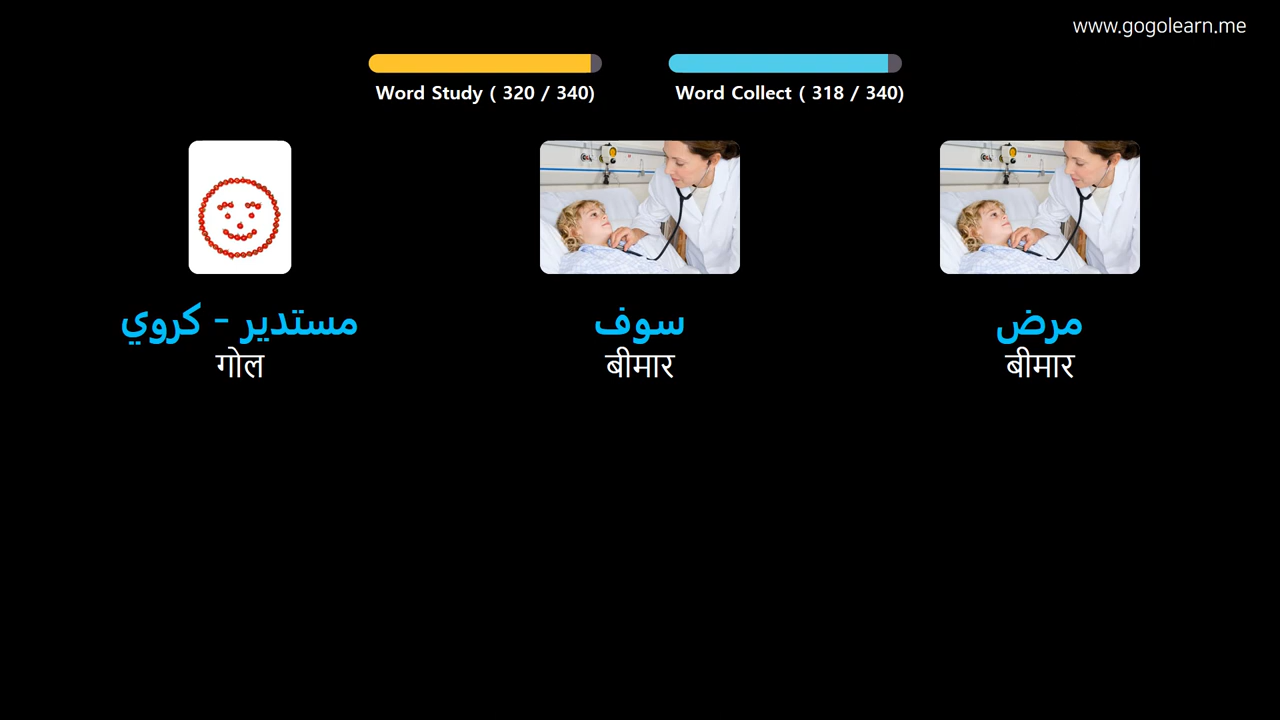 www.gogolearn.me
Word Study ( 320 / 340)
Word Collect ( 318 / 340)
مستدير - كروي
गोल
سوف
बीमार
مرض
बीमार